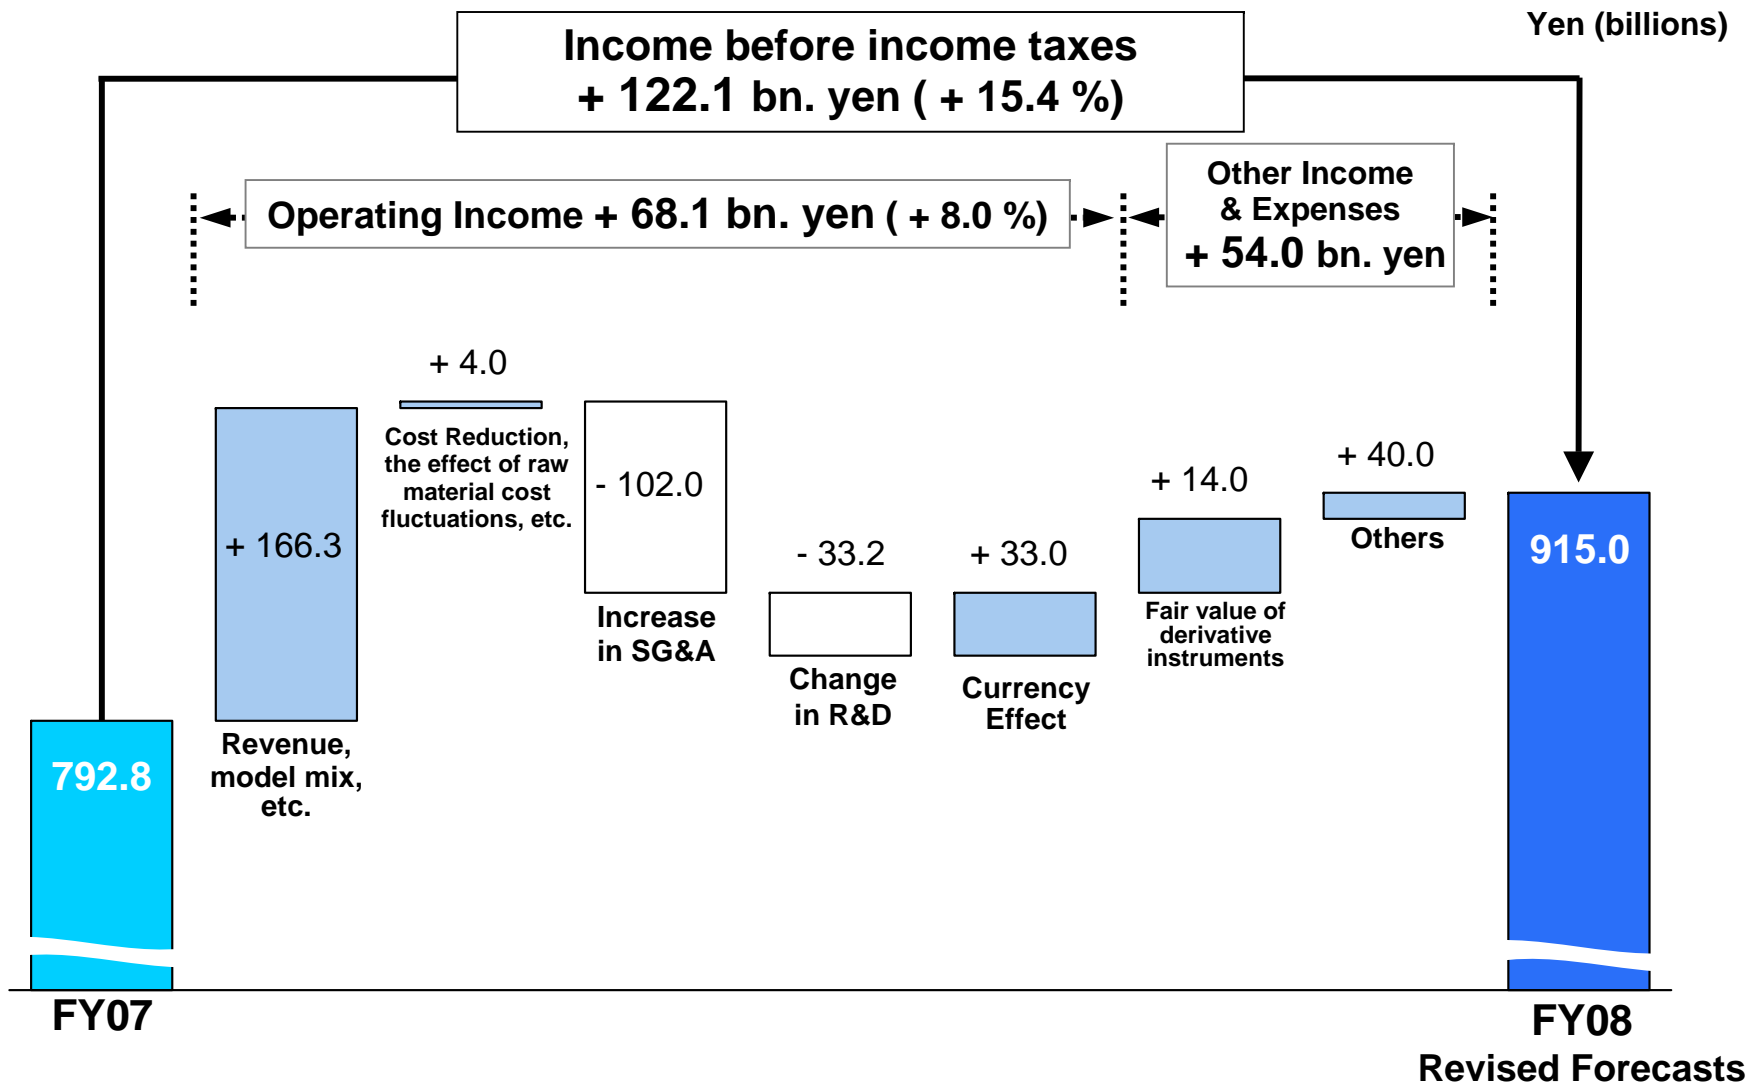 Yen (billions)
Income before income taxes
+ 122.1 bn. yen ( + 15.4 %)
Operating Income + 68.1 bn. yen ( + 8.0 %)
Other Income
& Expenses
+ 54.0 bn. yen
+ 166.3
Revenue,
model mix,
etc.
+ 4.0
Cost Reduction,
the effect of raw
material cost
fluctuations, etc.
- 102.0
Increase
in SG&A
- 33.2
Change
in R&D
+ 33.0
Currency
Effect
+ 14.0
Fair value of
derivative
instruments
+ 40.0
Others
792.8
915.0
FY07
FY08
Revised Forecasts